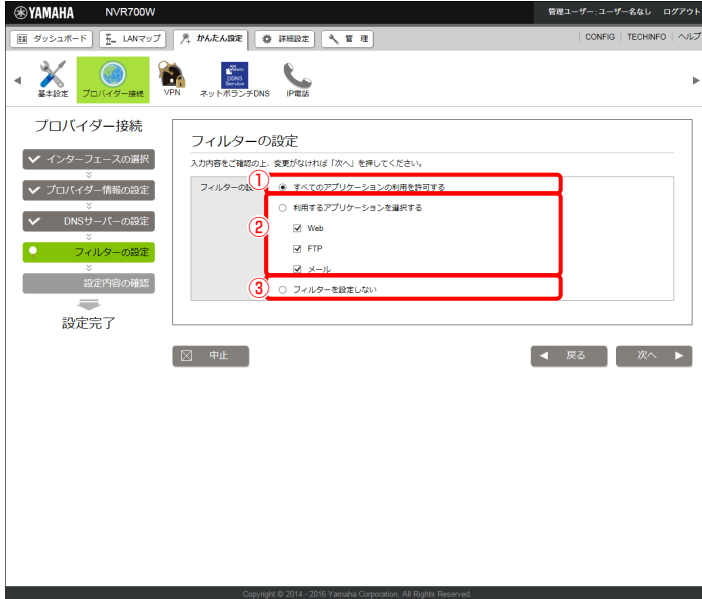 YAMAHA NVR700W 管理ユーザー:ユーザー名なし ログアウト
ダッシュボード LANマップ かんたん設定 詳細設定 管 理 CONFIG TECHINFO ヘルプ
基本設定 プロバイダー接続 VPN ネットボランチDNS IP電話
プロバイダー接続
インターフェースの選択
プロバイダー情報の設定
DNSサーバーの設定
フィルターの設定
設定内容の確認
設定完了
フィルターの設定
入力内容をご確認の上、変更がなければ「次へ」を押してください。
フィルターの設
① すべてのアプリケーションの利用を許可する
② 利用するアプリケーションを選択する
Web
FTP
メール
③ フィルターを設定しない
中止 戻る 次へ
Copyright © 2014 - 2016 Yamaha Corporation. All Rights Reserved.